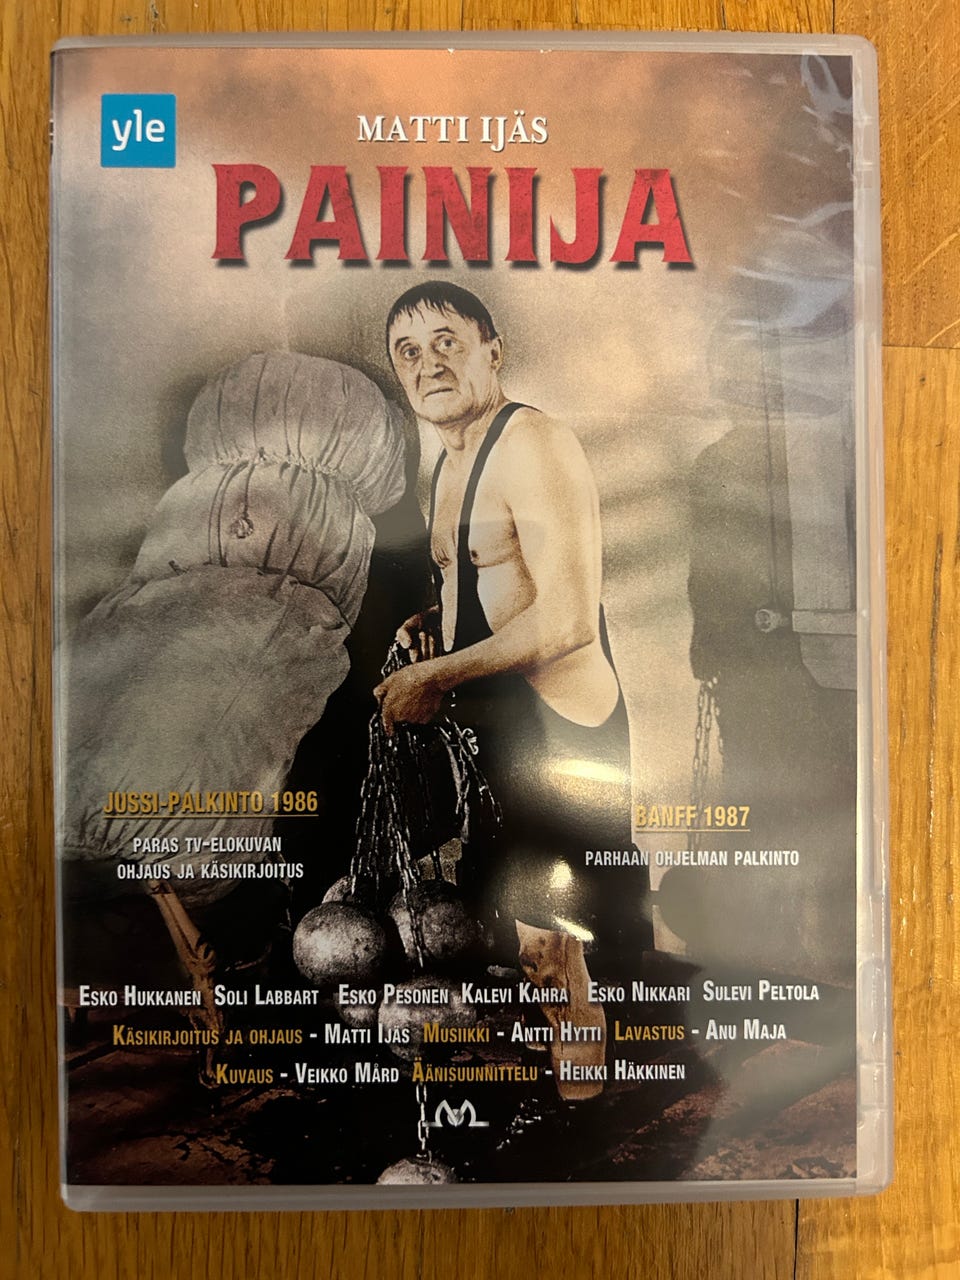 yle
MATTI IJÄS
PAINIJA
JUSSI-PALKINTO 1986
PARAS TV-ELOKUVAN
OHJAUS JA KÄSIKIRJOITUS
BANFF 1987
PARHAAN OHJELMAN PALKINTO
ESKO HUKKANEN SOLI LABBART ESKO PESONEN KALEVI KAHRA ESKO NIKKARI SULEVI PELTOLA
KÄSIKIRJOITUS JA OHJAUS - MATTI IJÄS MUSIIKKI - ANTTI HYTTI LAVASTUS - ANU MAJA
KUVAUS - VEIKKO MÅRD ÄÄNISUUNNITTELU - HEIKKI HÄKKINEN